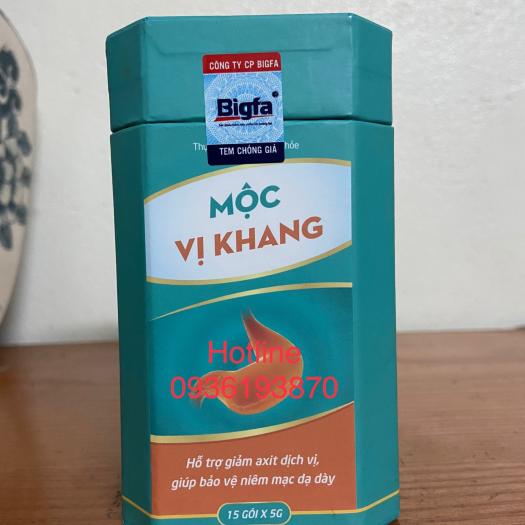 CÔNG TY CP BIGFA
Bigfa
TEM CHỐNG GIẢ
MỘC
VỊ KHANG
Hotline
0936193870
Hỗ trợ giảm axit dịch vị,
giúp bảo vệ niêm mạc dạ dày
15 GÓI X 5G